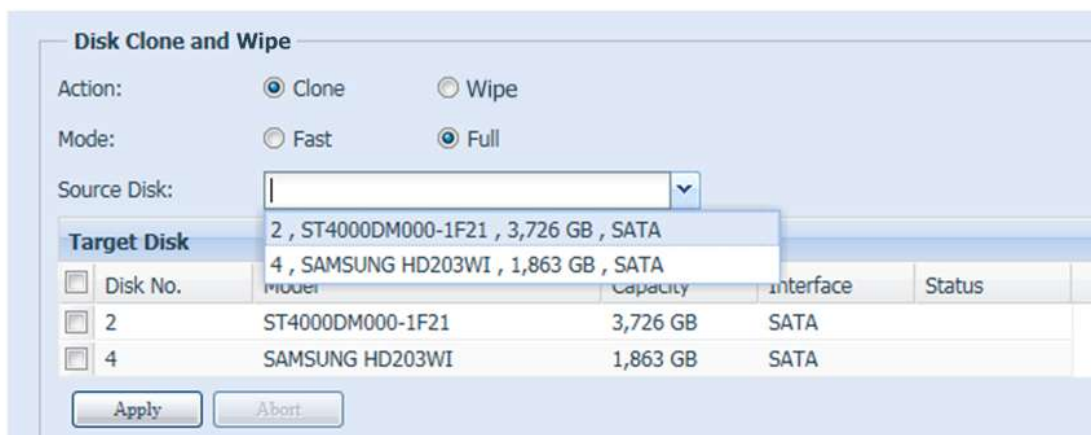 Disk Clone and Wipe
Action: Clone Wipe
Mode: Fast Full
Source Disk:
2 , ST4000DM000-1F21 , 3,726 GB , SATA
4 , SAMSUNG HD203WI , 1,863 GB , SATA
Target Disk
Disk No. Model Capacity Interface Status
2 ST4000DM000-1F21 3,726 GB SATA
4 SAMSUNG HD203WI 1,863 GB SATA
Apply Abort